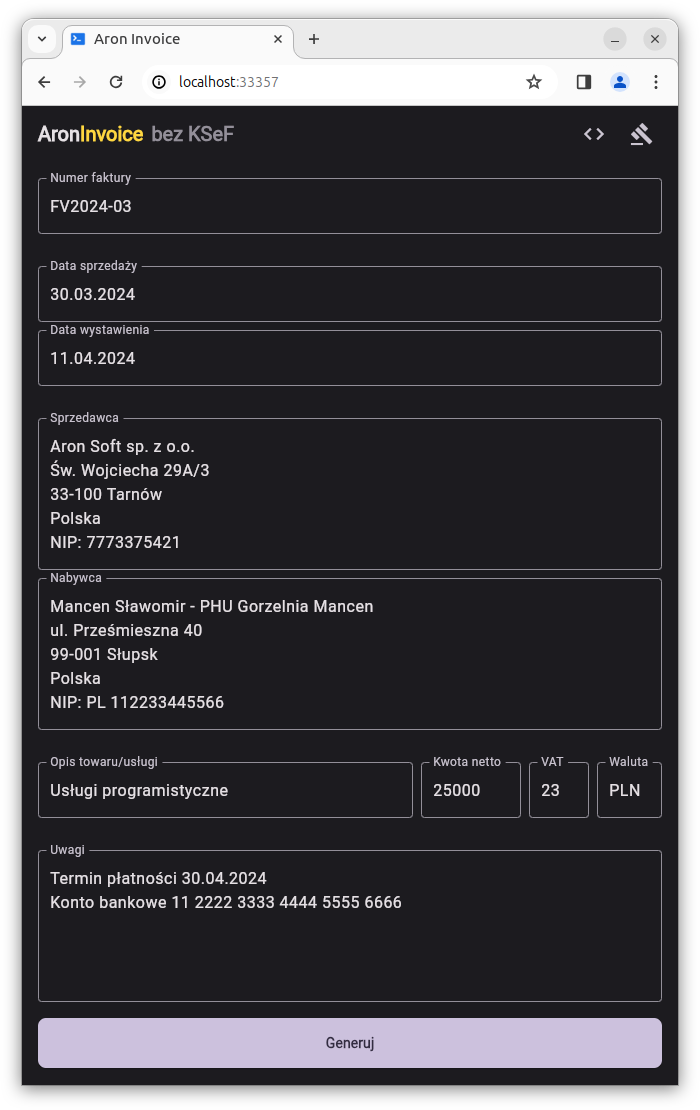 Aron Invoice
localhost:33357
AronInvoice bez KSeF
Numer faktury
FV2024-03
Data sprzedaży
30.03.2024
Data wystawienia
11.04.2024
Sprzedawca
Aron Soft sp. z o.o.
Św. Wojciecha 29A/3
33-100 Tarnów
Polska
NIP: 7773375421
Nabywca
Mancen Sławomir - PHU Gorzelnia Mancen
ul. Prześmieszna 40
99-001 Słupsk
Polska
NIP: PL 112233445566
Opis towaru/usługi Kwota netto VAT Waluta
Usługi programistyczne 25000 23 PLN
Uwagi
Termin płatności 30.04.2024
Konto bankowe 11 2222 3333 4444 5555 6666
Generuj